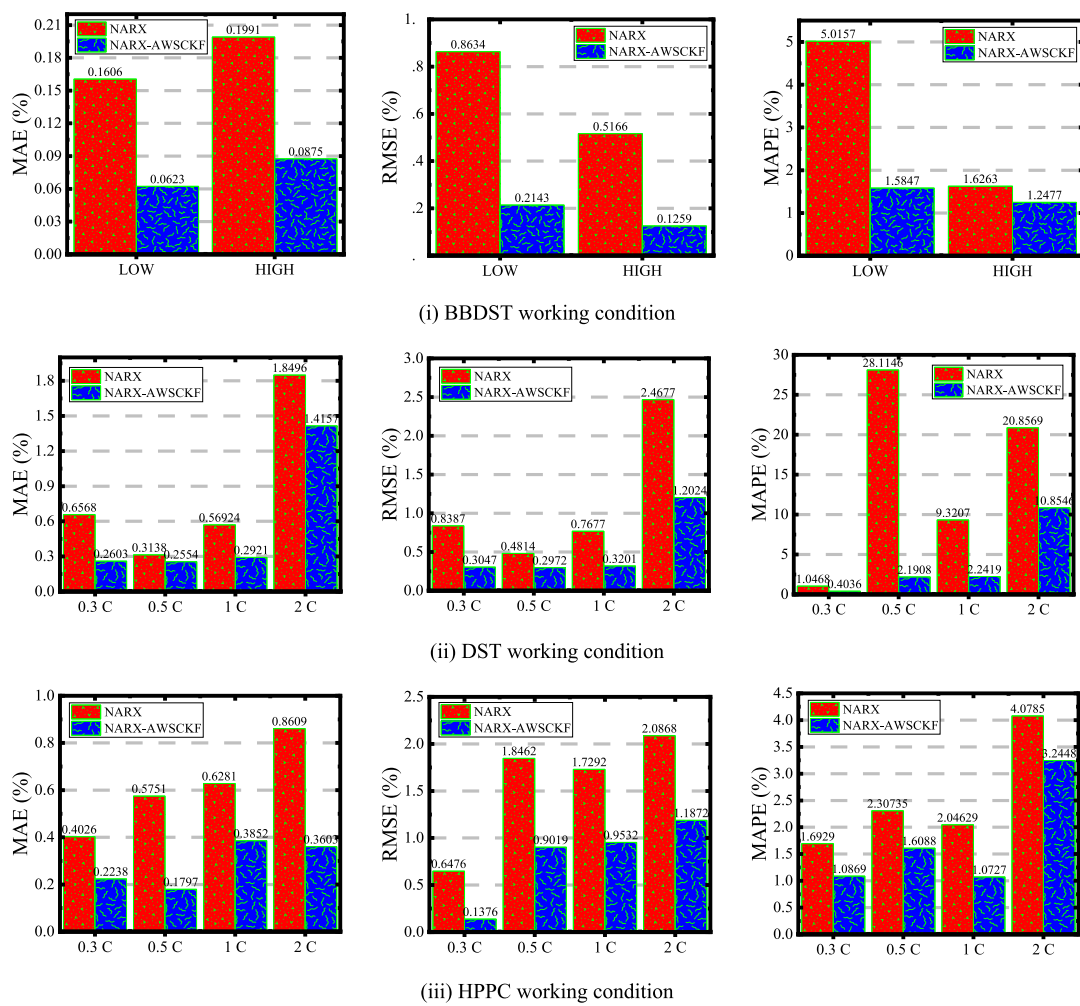 NARX
NARX-AWSCKF
MAE (%)
0.21
0.18
0.15
0.12
0.09
0.06
0.03
0.00
0.1606
0.0623
0.1991
0.0875
LOW
HIGH
NARX
NARX-AWSCKF
RMSE (%)
1.
.8
.6
.4
.2
.
0.8634
0.2143
0.5166
0.1259
LOW
HIGH
NARX
NARX-AWSCKF
MAPE (%)
5
4
3
2
1
0
5.0157
1.5847
1.6263
1.2477
LOW
HIGH
(i) BBDST working condition
NARX
NARX-AWSCKF
MAE (%)
1.8
1.5
1.2
0.9
0.6
0.3
0.0
0.6568
0.2603
0.3138
0.2554
0.56924
0.2921
1.8496
1.4157
0.3 C
0.5 C
1 C
2 C
NARX
NARX-AWSCKF
RMSE (%)
3.0
2.5
2.0
1.5
1.0
0.5
0.0
0.8387
0.3047
0.4814
0.2972
0.7677
0.3201
2.4677
1.2024
0.3 C
0.5 C
1 C
2 C
NARX
NARX-AWSCKF
MAPE (%)
30
25
20
15
10
5
0
1.0468
0.4036
28.1146
2.1908
9.3207
2.2419
20.8569
10.8546
0.3 C
0.5 C
1 C
2 C
(ii) DST working condition
NARX
NARX-AWSCKF
MAE (%)
1.0
0.8
0.6
0.4
0.2
0.0
0.4026
0.2238
0.5751
0.1797
0.6281
0.3852
0.8609
0.3603
0.3 C
0.5 C
1 C
2 C
NARX
NARX-AWSCKF
RMSE (%)
2.5
2.0
1.5
1.0
0.5
0.0
0.6476
0.1376
1.8462
0.9019
1.7292
0.9532
2.0868
1.1872
0.3 C
0.5 C
1 C
2 C
NARX
NARX-AWSCKF
MAPE (%)
4.5
4.0
3.5
3.0
2.5
2.0
1.5
1.0
0.5
0.0
1.6929
1.0869
2.30735
1.6088
2.04629
1.0727
4.0785
3.2448
0.3 C
0.5 C
1 C
2 C
(iii) HPPC working condition